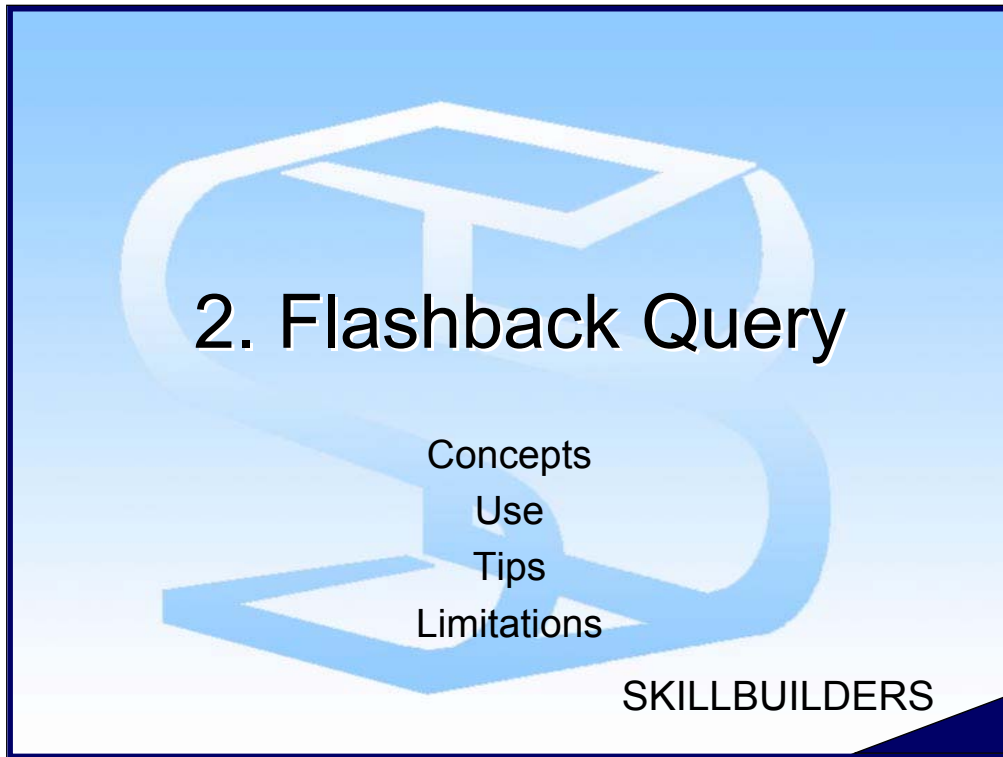 2. Flashback Query
Concepts
Use
Tips
Limitations
SKILLBUILDERS